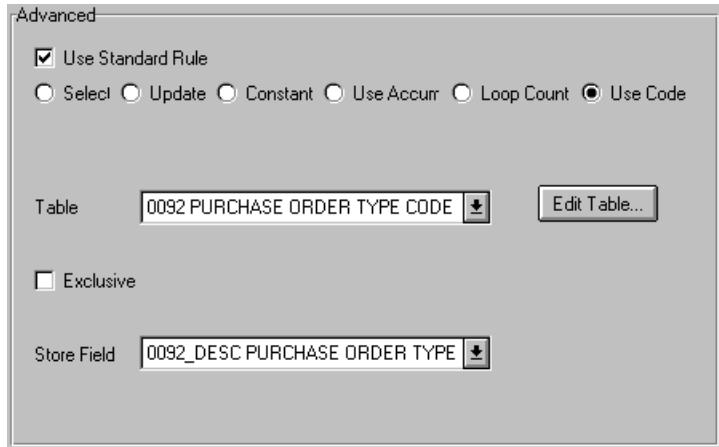 Advanced
Use Standard Rule
Select Update Constant Use Accum Loop Count Use Code
Table 0092 PURCHASE ORDER TYPE CODE Edit Table...
Exclusive
Store Field 0092_DESC PURCHASE ORDER TYPE